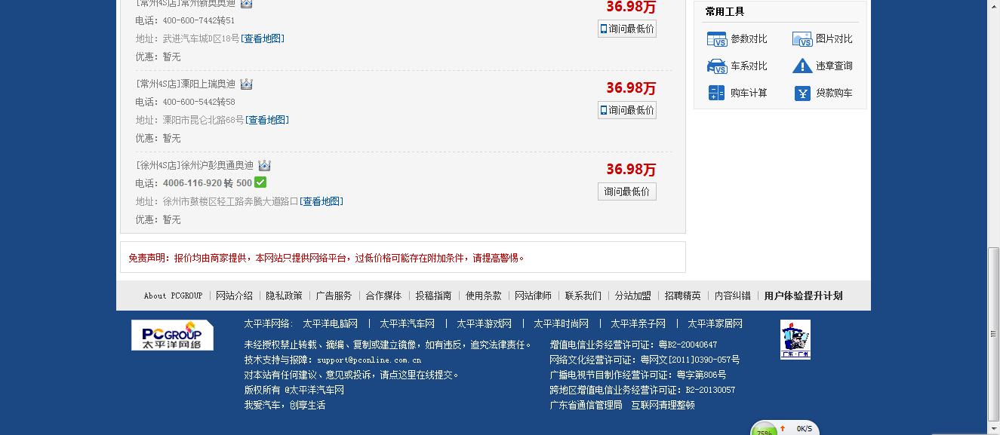 [常州4S店]常州新奥奥迪
36.98万
电话：400-600-7442转51
询问最低价
地址：武进汽车城D区18号[查看地图]
优惠：暂无
[常州4S店]溧阳上瑞奥迪
36.98万
电话：400-600-5442转58
询问最低价
地址：溧阳市昆仑北路68号[查看地图]
优惠：暂无
[徐州4S店]徐州沪彭奥通奥迪
36.98万
电话：4006-116-920 转 500
询问最低价
地址：徐州市鼓楼区轻工路奔腾大道路口[查看地图]
优惠：暂无
常用工具
参数对比 图片对比
车系对比 违章查询
购车计算 贷款购车
免责声明：报价均由商家提供，本网站只提供网络平台，过低价格可能存在附加条件，请提高警惕。
About PCGROUP | 网站介绍 | 隐私政策 | 广告服务 | 合作媒体 | 投稿指南 | 使用条款 | 网站律师 | 联系我们 | 分站加盟 | 招聘精英 | 内容纠错 | 用户体验提升计划
PCGROUP
太平洋网络
太平洋网络： 太平洋电脑网 | 太平洋汽车网 | 太平洋游戏网 | 太平洋时尚网 | 太平洋亲子网 | 太平洋家居网
未经授权禁止转载、摘编、复制或建立镜像，如有违反，追究法律责任。
技术支持与报障：support@pconline.com.cn
对本站有任何建议、意见或投诉，请点这里在线提交。
版权所有 @太平洋汽车网
我爱汽车，创享生活
增值电信业务经营许可证：粤B2-20040647
网络文化经营许可证：粤网文[2011]0390-057号
广播电视节目制作经营许可证：粤字第806号
跨地区增值电信业务经营许可证：B2-20130057
广东省通信管理局 互联网清理整顿
广东·广州
75%
0K/S